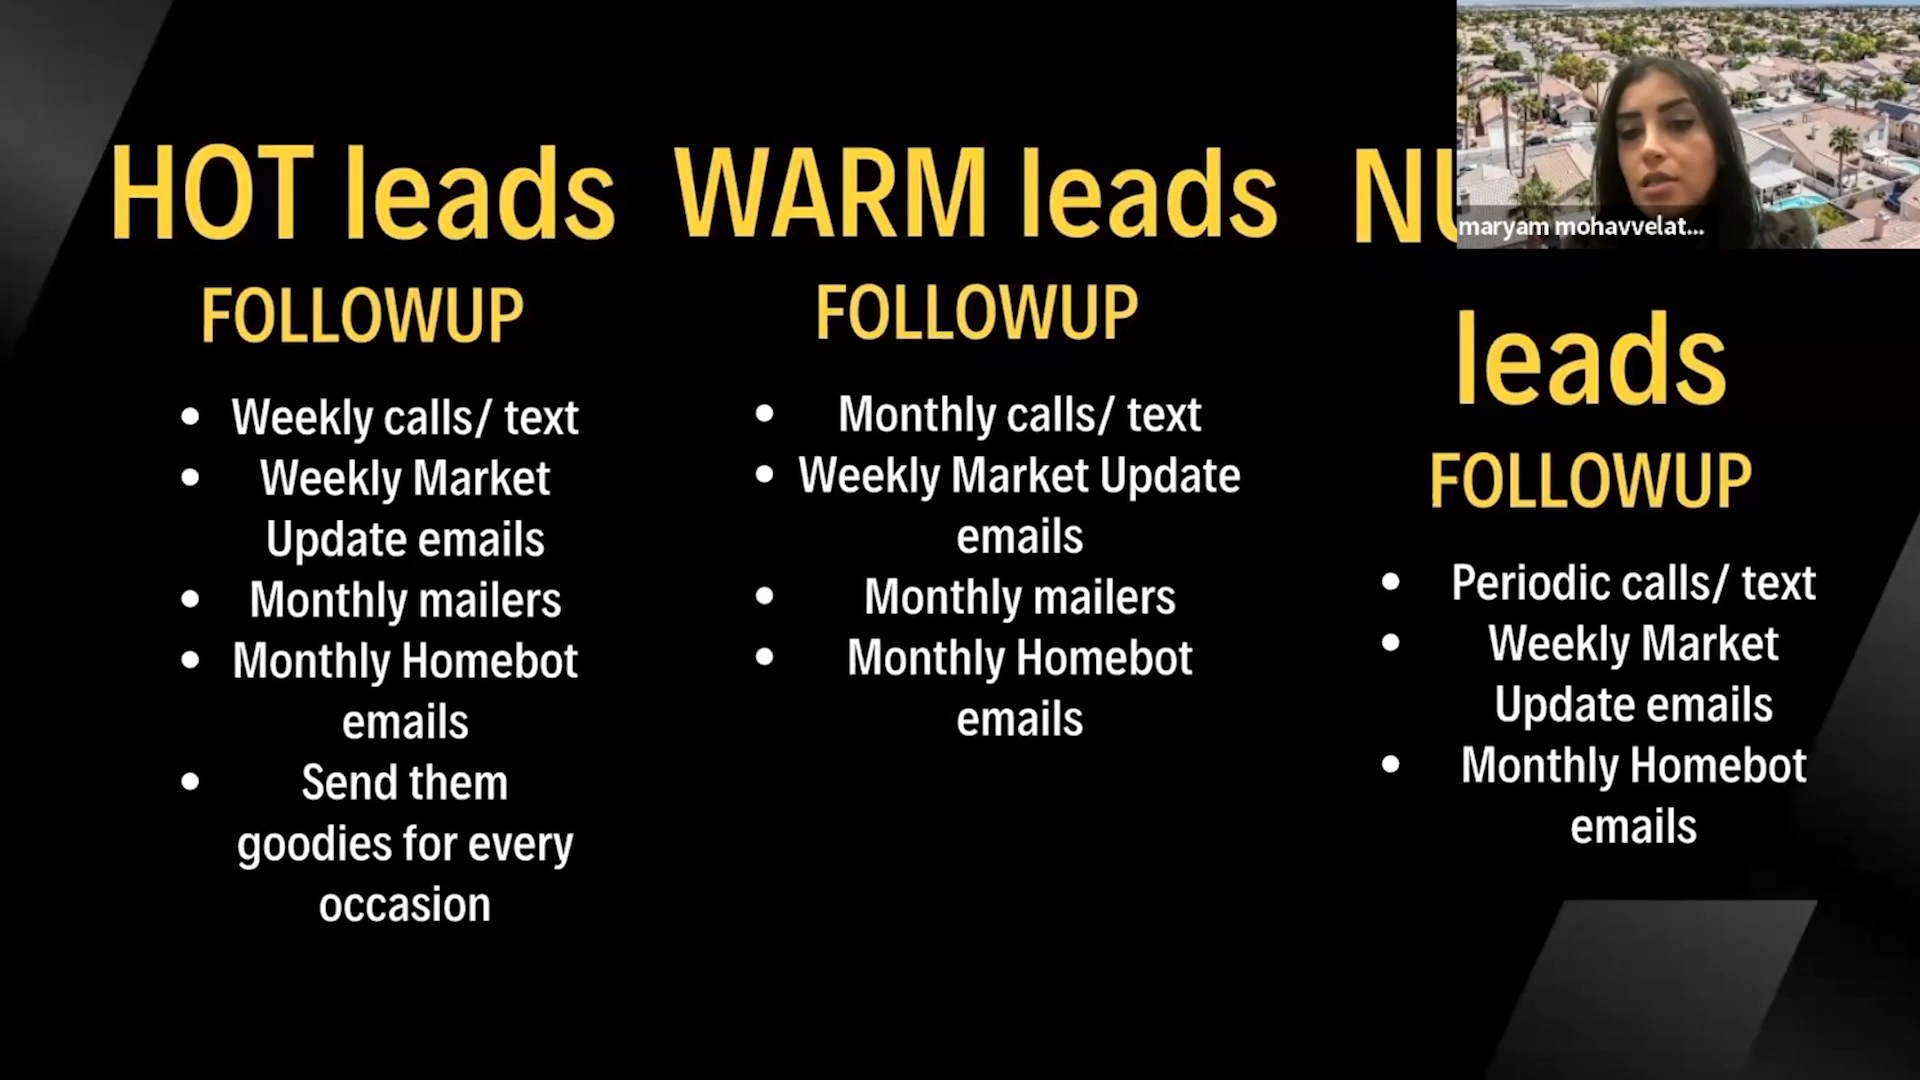 HOT leads
FOLLOWUP
• Weekly calls/ text
• Weekly Market
Update emails
• Monthly mailers
• Monthly Homebot
emails
• Send them
goodies for every
occasion
WARM leads
FOLLOWUP
• Monthly calls/ text
• Weekly Market Update
emails
• Monthly mailers
• Monthly Homebot
emails
leads
FOLLOWUP
• Periodic calls/ text
• Weekly Market
Update emails
• Monthly Homebot
emails
maryam mohavvelat...